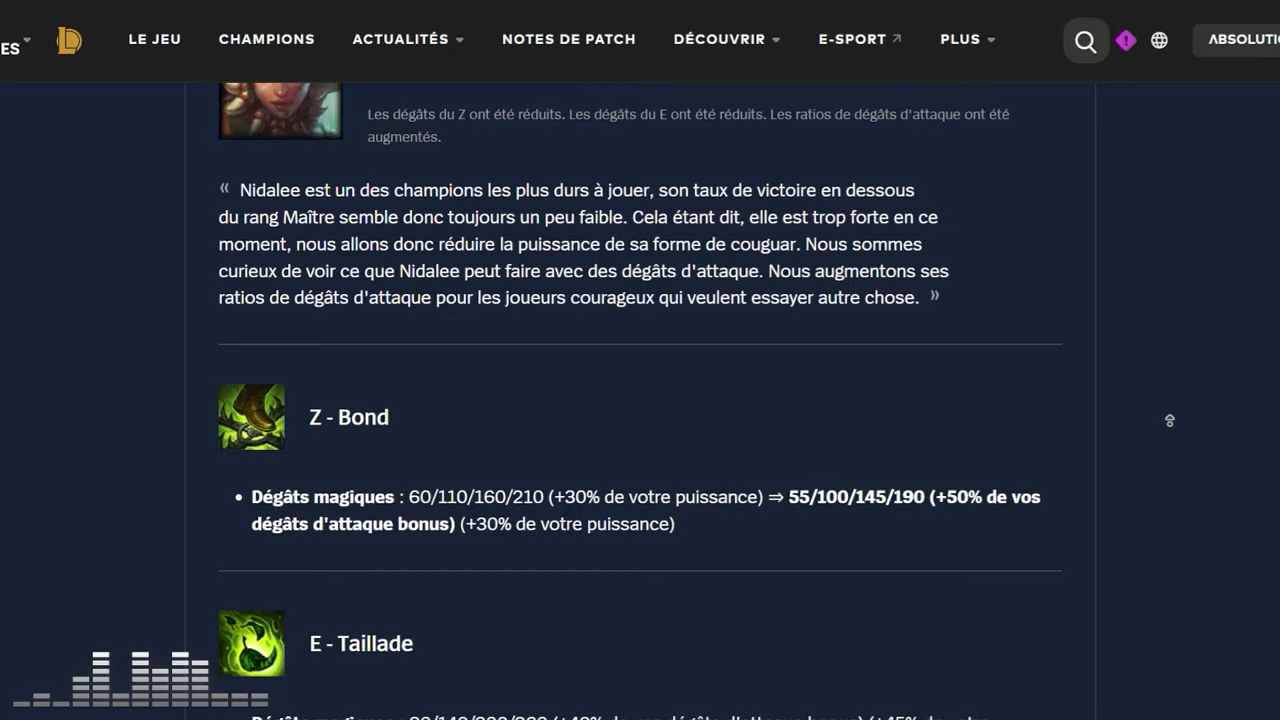 ES
LE JEU CHAMPIONS ACTUALITÉS NOTES DE PATCH DÉCOUVRIR E-SPORT PLUS
Les dégâts du Z ont été réduits. Les dégâts du E ont été réduits. Les ratios de dégâts d'attaque ont été
augmentés.
« Nidalee est un des champions les plus durs à jouer, son taux de victoire en dessous
du rang Maître semble donc toujours un peu faible. Cela étant dit, elle est trop forte en ce
moment, nous allons donc réduire la puissance de sa forme de couguar. Nous sommes
curieux de voir ce que Nidalee peut faire avec des dégâts d'attaque. Nous augmentons ses
ratios de dégâts d'attaque pour les joueurs courageux qui veulent essayer autre chose. »
Z - Bond
• Dégâts magiques : 60/110/160/210 (+30% de votre puissance) ⇒ 55/100/145/190 (+50% de vos
dégâts d'attaque bonus) (+30% de votre puissance)
E - Taillade